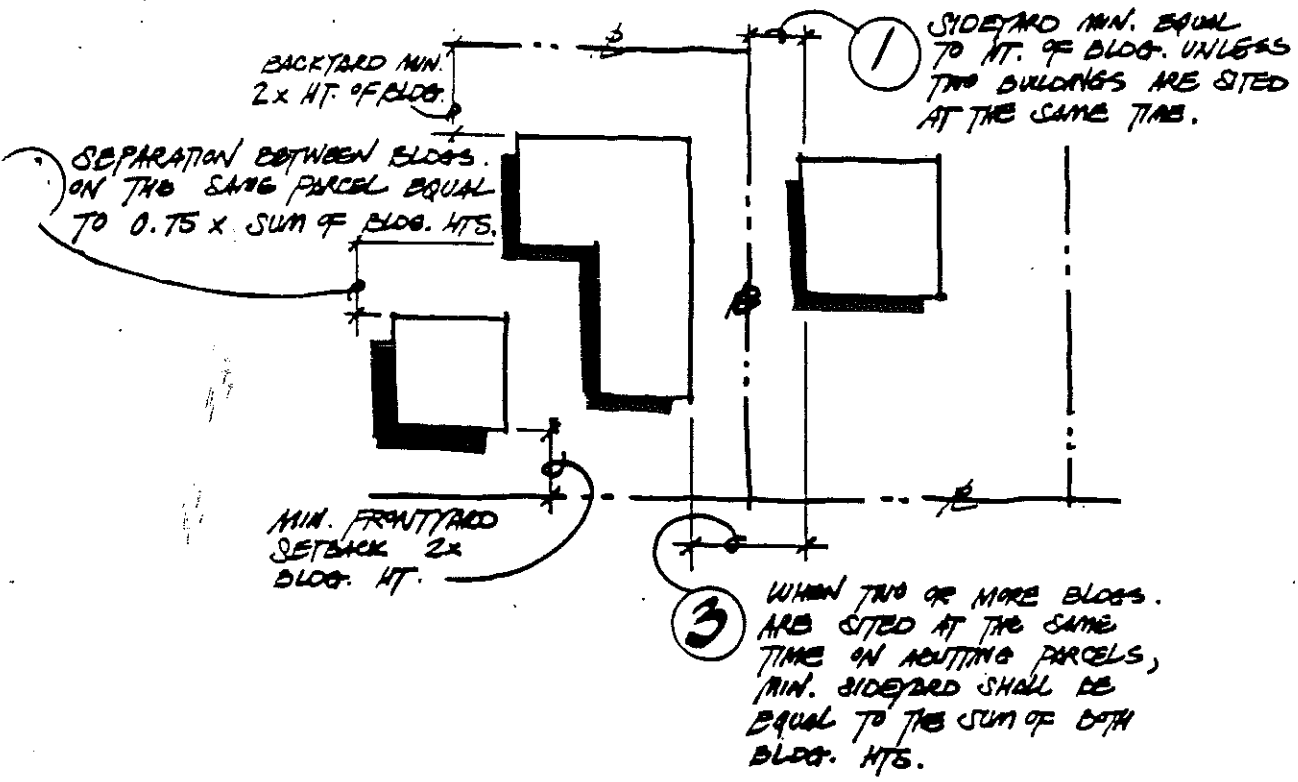 BACKYARD MIN.
2 x HT. OF BLDG.
1
SIDEYARD MIN. EQUAL
TO HT. OF BLDG. UNLESS
TWO BUILDINGS ARE SITED
AT THE SAME TIME.
SEPARATION BETWEEN BLDGS.
ON THE SAME PARCEL EQUAL
TO 0.75 x SUM OF BLDG. HTS.
MIN. FRONTYARD
SETBACK 2x
BLDG. HT.
3
WHEN TWO OR MORE BLDGS.
ARE SITED AT THE SAME
TIME ON ABUTTING PARCELS,
MIN. SIDEYARD SHALL BE
EQUAL TO THE SUM OF BOTH
BLDG. HTS.